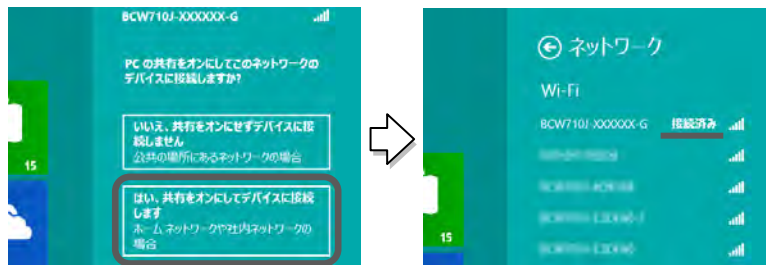 BCW710J-XXXXXX-G
PC の共有をオンにしてこのネットワークの
デバイスに接続しますか?
いいえ、共有をオンにせずデバイスに接
続しません
公共の場所にあるネットワークの場合
はい、共有をオンにしてデバイスに接続
します
ホーム ネットワークや社内ネットワークの
場合
15
ネットワーク
Wi-Fi
BCW710J-XXXXXX-G 接続済み
15